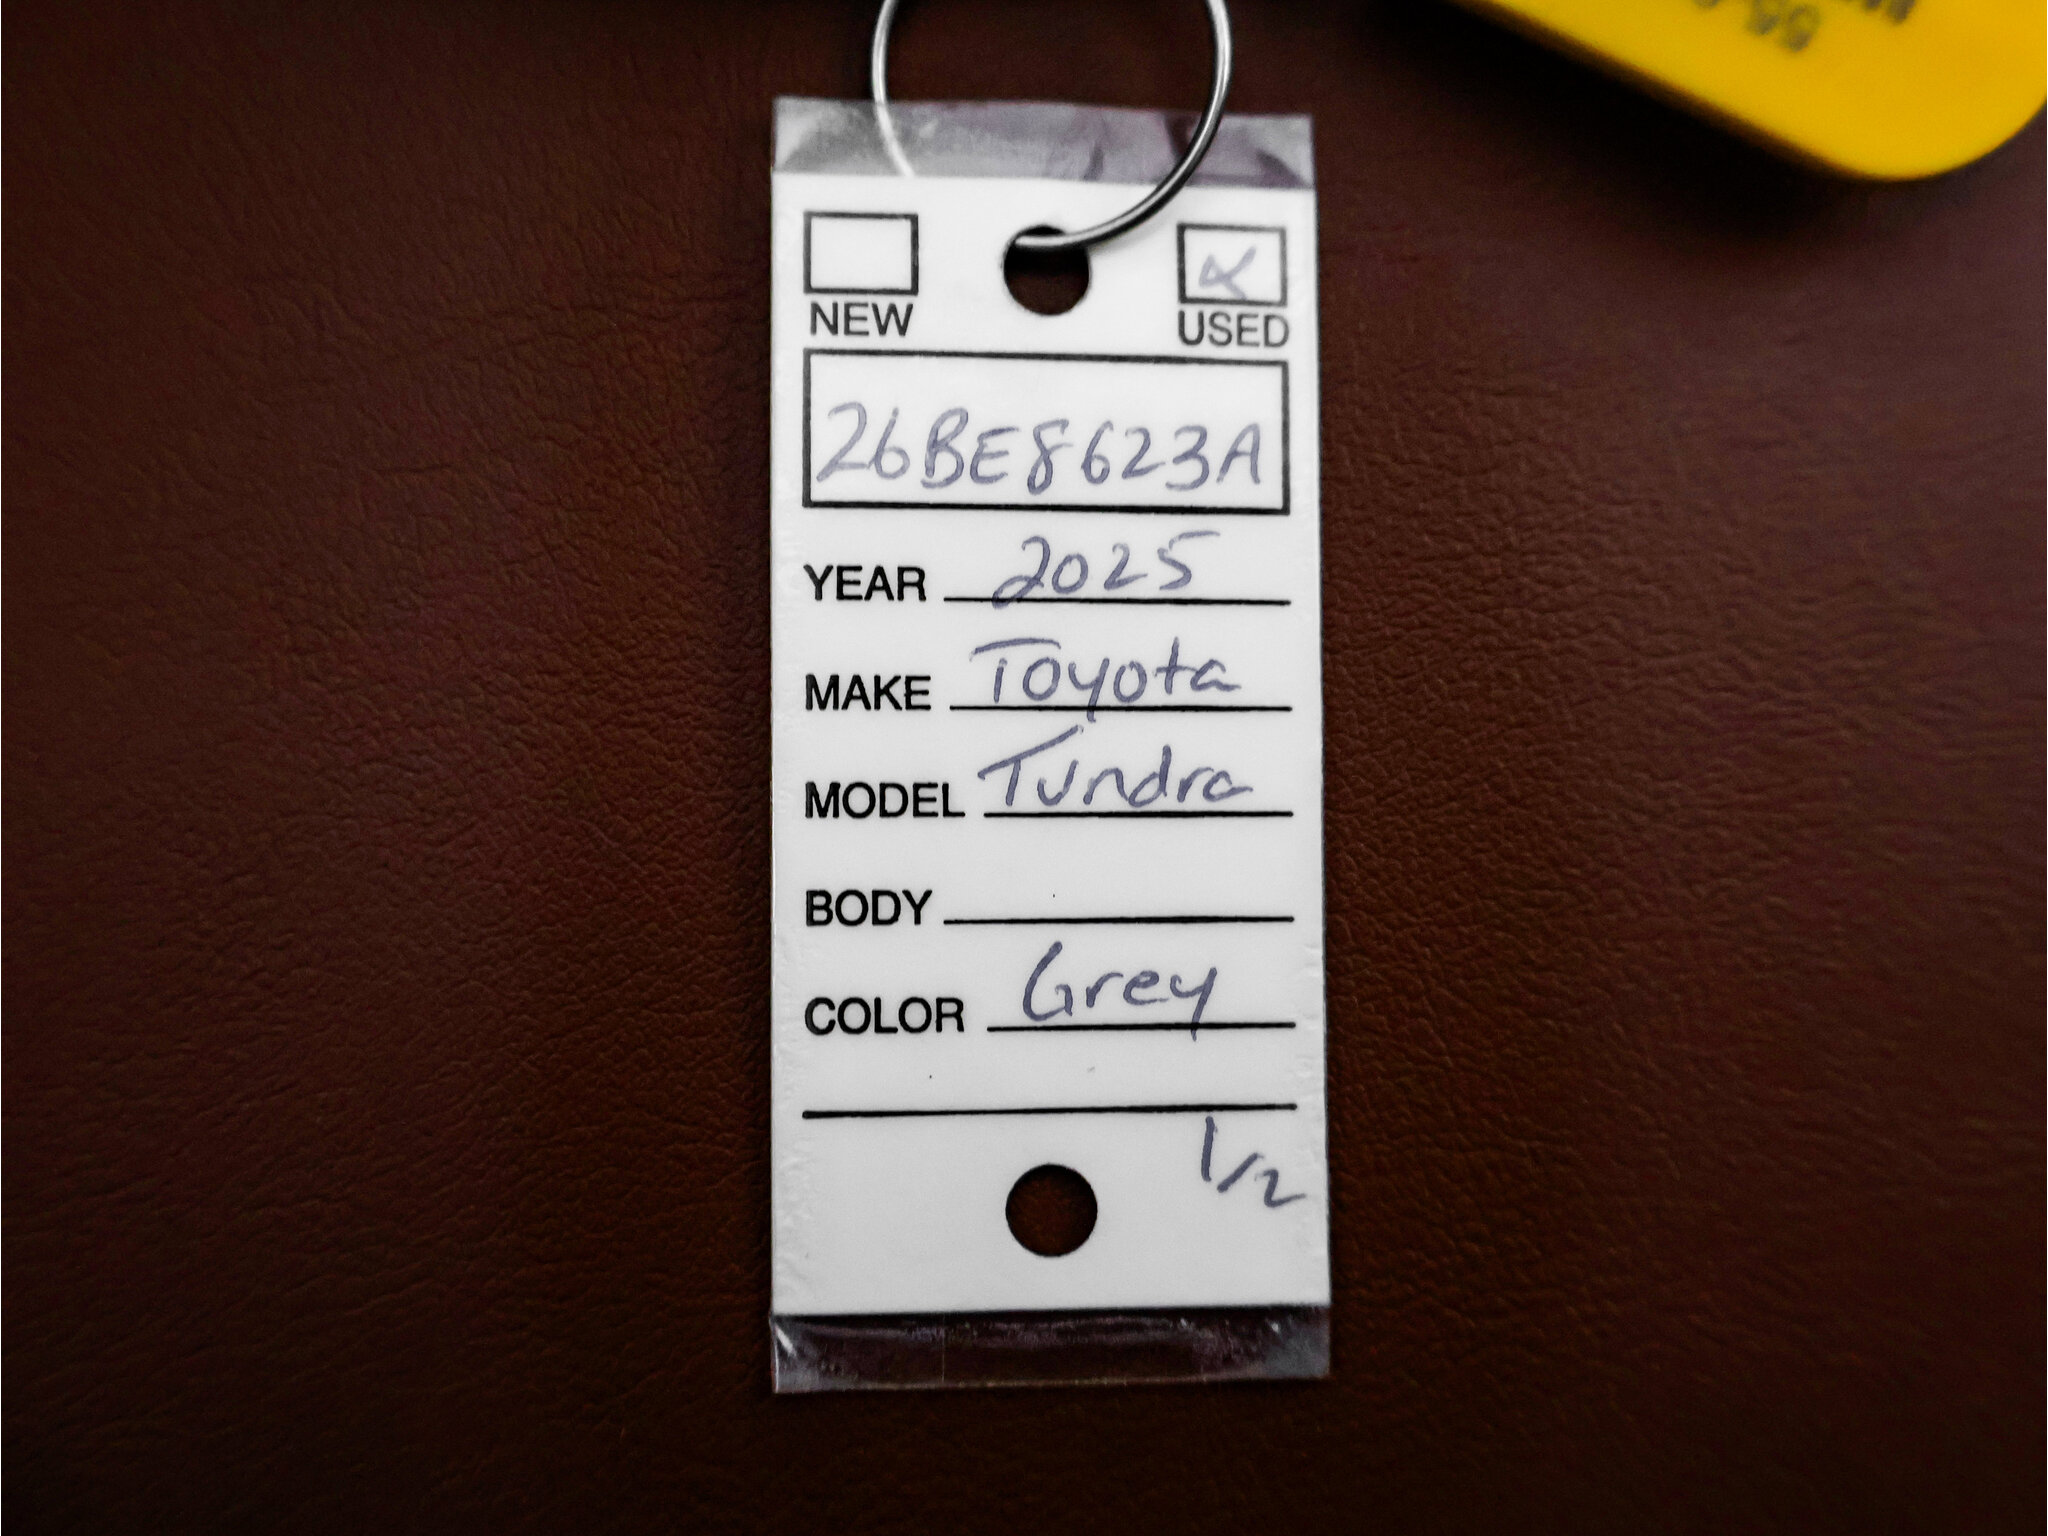 NEW USED
26BE8623A
YEAR 2025
MAKE Toyota
MODEL Tundra
BODY
COLOR Grey
1/2